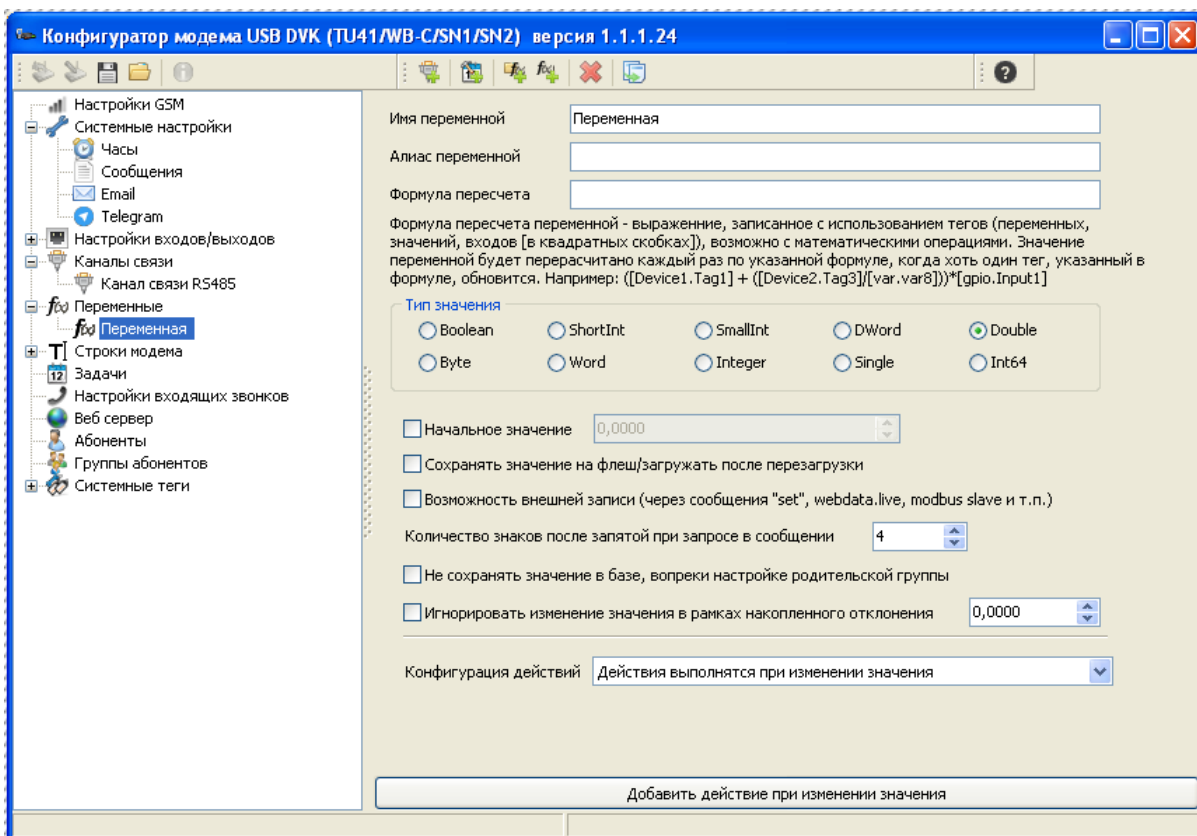 Конфигуратор модема USB DVK (TU41/WB-C/SN1/SN2) версия 1.1.1.24
Настройки GSM
Системные настройки
Часы
Сообщения
Email
Telegram
Настройки входов/выходов
Каналы связи
Канал связи RS485
f(x) Переменные
f(x) Переменная
Строки модема
12 Задачи
Настройки входящих звонков
Веб сервер
Абоненты
Группы абонентов
Системные теги
Имя переменной Переменная
Алиас переменной
Формула пересчета
Формула пересчета переменной - выраженние, записанное с использованием тегов (переменных,
значений, входов [в квадратных скобках]), возможно с математическими операциями. Значение
переменной будет перерасчитано каждый раз по указанной формуле, когда хоть один тег, указанный в
формуле, обновится. Например: ([Device1.Tag1] + ([Device2.Tag3]/[var.var8]))*[gpio.Input1]
Тип значения
Boolean ShortInt SmallInt DWord Double
Byte Word Integer Single Int64
Начальное значение 0,0000
Сохранять значение на флеш/загружать после перезагрузки
Возможность внешней записи (через сообщения "set", webdata.live, modbus slave и т.п.)
Количество знаков после запятой при запросе в сообщении 4
Не сохранять значение в базе, вопреки настройке родительской группы
Игнорировать изменение значения в рамках накопленного отклонения 0,0000
Конфигурация действий Действия выполнятся при изменении значения
Добавить действие при изменении значения